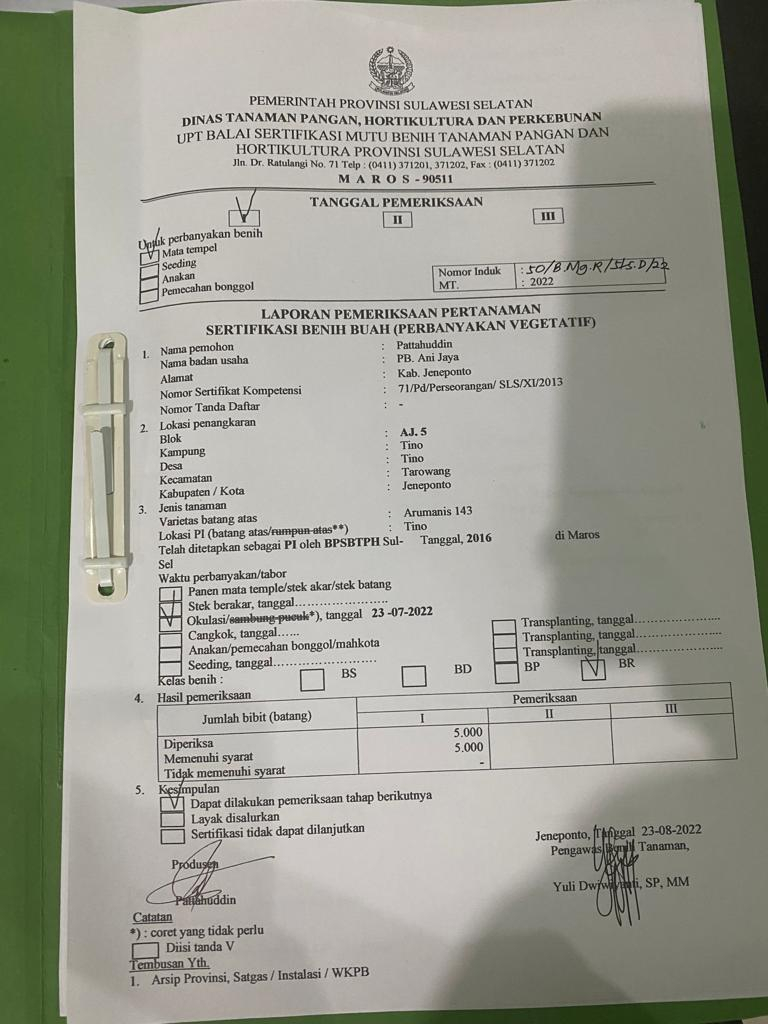 PEMERINTAH PROVINSI SULAWESI SELATAN
DINAS TANAMAN PANGAN, HORTIKULTURA DAN PERKEBUNAN
UPT BALAI SERTIFIKASI MUTU BENIH TANAMAN PANGAN DAN
HORTIKULTURA PROVINSI SULAWESI SELATAN
Jln. Dr. Ratulangi No. 71 Telp : (0411) 371201, 371202, Fax : (0411) 371202
M A R O S - 90511
TANGGAL PEMERIKSAAN
II III
Untuk perbanyakan benih
Mata tempel
Seeding
Anakan
Pemecahan bonggol
Nomor Induk : 50/B.Mg.R/SlS.D/22
MT. : 2022
LAPORAN PEMERIKSAAN PERTANAMAN
SERTIFIKASI BENIH BUAH (PERBANYAKAN VEGETATIF)
1. Nama pemohon : Pattahuddin
Nama badan usaha : PB. Ani Jaya
Alamat : Kab. Jeneponto
Nomor Sertifikat Kompetensi : 71/Pd/Perseorangan/ SLS/XI/2013
Nomor Tanda Daftar : -
2. Lokasi penangkaran
Blok : AJ. 5
Kampung : Tino
Desa : Tino
Kecamatan : Tarowang
Kabupaten / Kota : Jeneponto
3. Jenis tanaman
Varietas batang atas : Arumanis 143
Lokasi PI (batang atas/rumpun atas**) : Tino
Telah ditetapkan sebagai PI oleh BPSBTPH Sul- Tanggal, 2016 di Maros
Sel
Waktu perbanyakan/tabor
Panen mata temple/stek akar/stek batang
Stek berakar, tanggal........................
Okulasi/sambung pucuk*), tanggal 23 -07-2022
Cangkok, tanggal......
Anakan/pemecahan bonggol/mahkota
Seeding, tanggal...........................
Transplanting, tanggal......................
Transplanting, tanggal......................
Transplanting, tanggal......................
Kelas benih : BS BD BP BR
4. Hasil pemeriksaan
Jumlah bibit (batang) Pemeriksaan
I II III
Diperiksa 5.000
Memenuhi syarat 5.000
Tidak memenuhi syarat -
5. Kesimpulan
Dapat dilakukan pemeriksaan tahap berikutnya
Layak disalurkan
Sertifikasi tidak dapat dilanjutkan
Jeneponto, Tanggal 23-08-2022
Pengawas Benih Tanaman,
Produsen
Yuli Dwiwiyanti, SP, MM
Pattahuddin
Catatan
*) : coret yang tidak perlu
Diisi tanda V
Tembusan Yth.
1. Arsip Provinsi, Satgas / Instalasi / WKPB